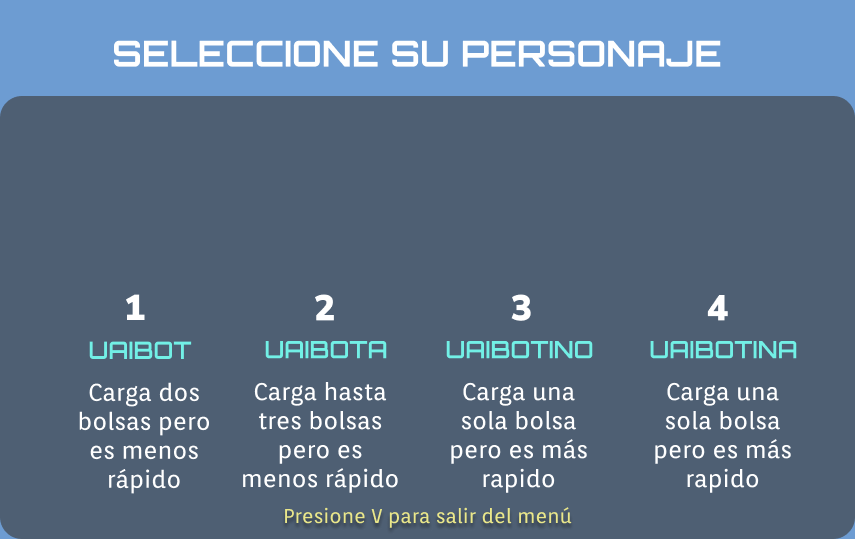 SELECCIONE SU PERSONAJE
1
UAIBOT
Carga dos
bolsas pero
es menos
rápido
2
UAIBOTA
Carga hasta
tres bolsas
pero es
menos rápido
3
UAIBOTINO
Carga una
sola bolsa
pero es más
rapido
4
UAIBOTINA
Carga una
sola bolsa
pero es más
rapido
Presione V para salir del menú